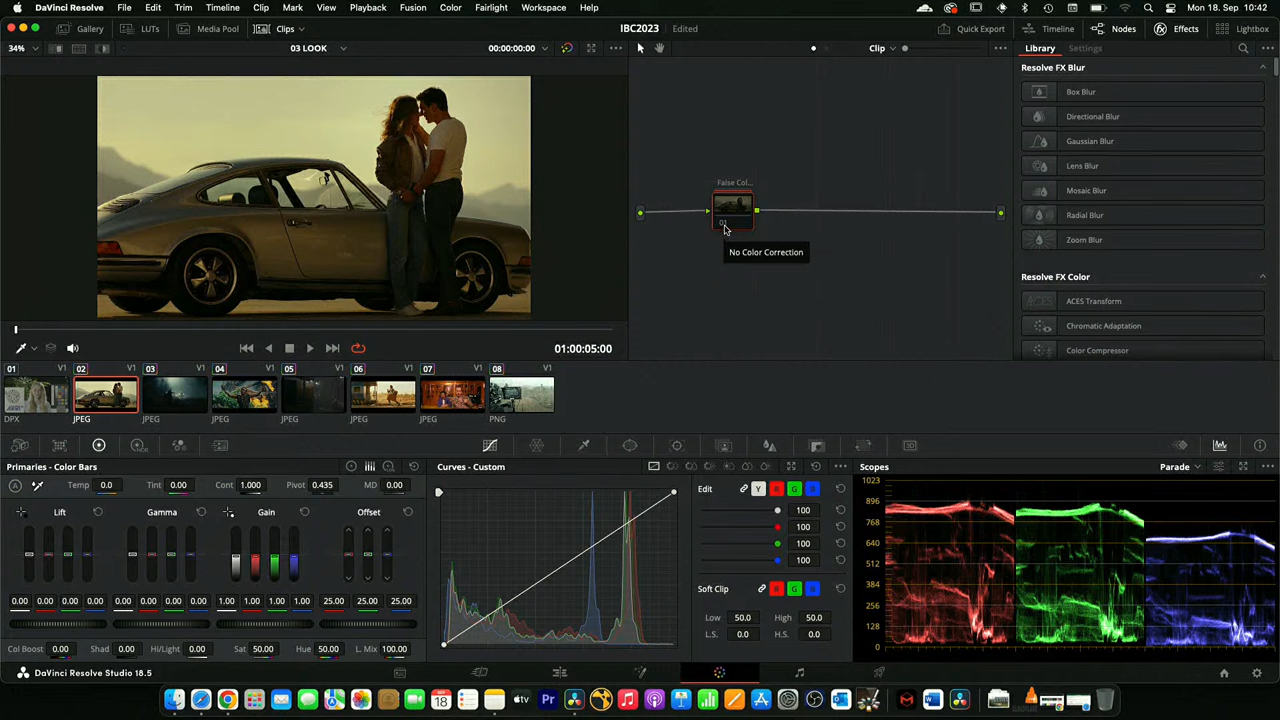 DaVinci Resolve File Edit Trim Timeline Clip Mark View Playback Fusion Color Fairlight Workspace Help Mon 18. Sep 10:42
Gallery LUTs Media Pool Clips IBC2023 Edited Quick Export Timeline Nodes Effects Lightbox
34% 03 LOOK 00:00:00:00 Clip Library Settings
Resolve FX Blur
Box Blur
Directional Blur
Gaussian Blur
Lens Blur
Mosaic Blur
Radial Blur
Zoom Blur
Resolve FX Color
ACES Transform
Chromatic Adaptation
Color Compressor
False Col...
01
No Color Correction
01:00:05:00
01 V1 02 V1 03 V1 04 V1 05 V1 06 V1 07 V1 08 V1
DPX JPEG JPEG JPEG JPEG JPEG JPEG PNG
Primaries - Color Bars
Temp 0.0 Tint 0.00 Cont 1.000 Pivot 0.435 MD 0.00
Lift Gamma Gain Offset
0.00 0.00 0.00 0.00 0.00 0.00 0.00 0.00 1.00 1.00 1.00 1.00 25.00 25.00 25.00
Col Boost 0.00 Shad 0.00 Hi/Light 0.00 Sat 50.00 Hue 50.00 L. Mix 100.00
Curves - Custom
Edit Y R G B
100
100
100
100
Soft Clip R G B
Low 50.0 High 50.0
L.S. 0.0 H.S. 0.0
Scopes Parade
1023
896
768
640
512
384
256
128
0
DaVinci Resolve Studio 18.5